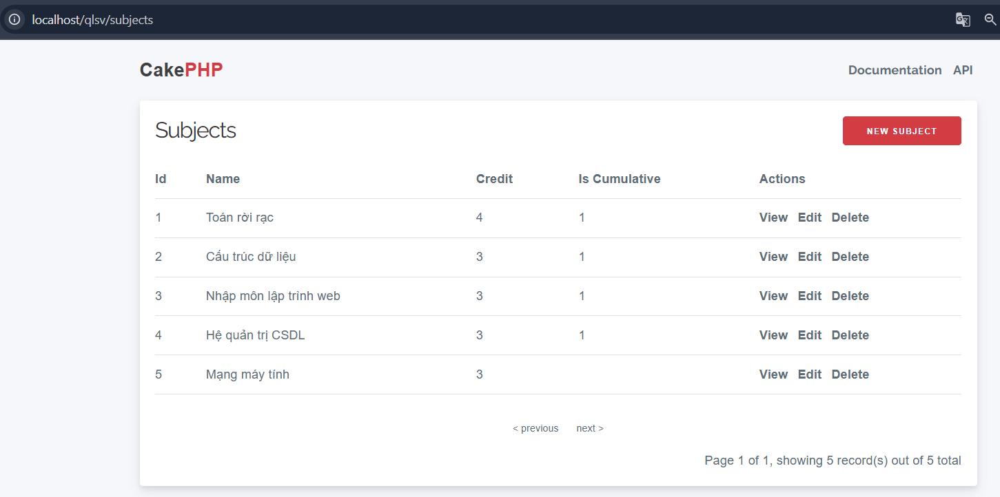 localhost/qlsv/subjects
CakePHP Documentation API
Subjects NEW SUBJECT
Id Name Credit Is Cumulative Actions
1 Toán rời rạc 4 1 View Edit Delete
2 Cấu trúc dữ liệu 3 1 View Edit Delete
3 Nhập môn lập trình web 3 1 View Edit Delete
4 Hệ quản trị CSDL 3 1 View Edit Delete
5 Mạng máy tính 3 View Edit Delete
< previous next >
Page 1 of 1, showing 5 record(s) out of 5 total